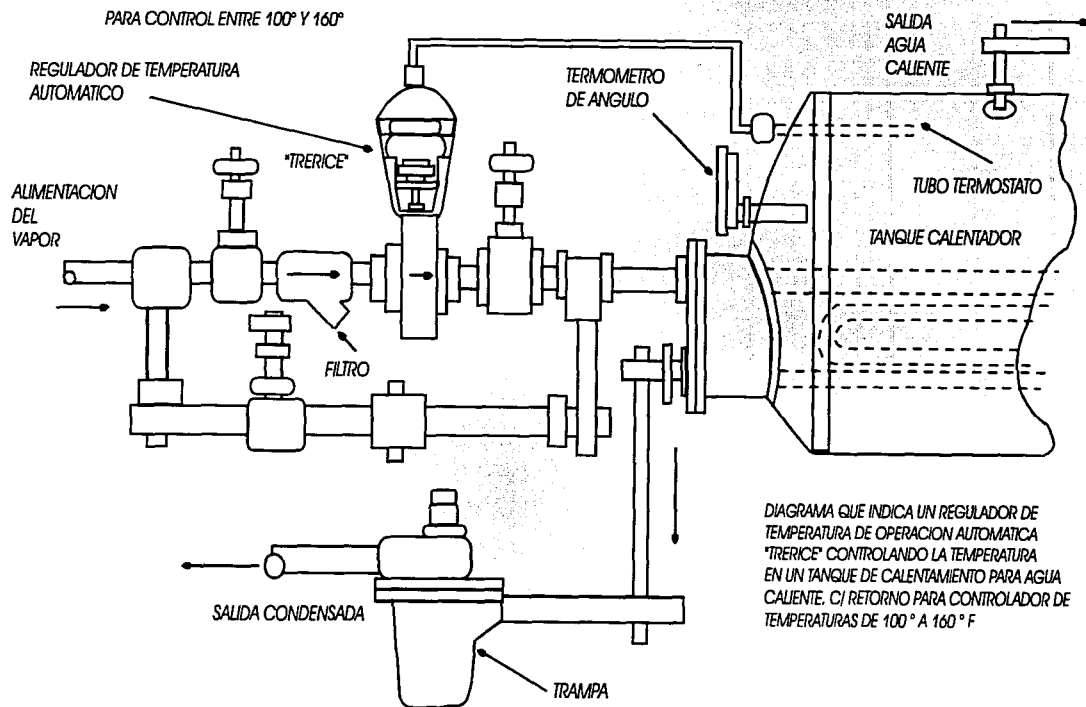 PARA CONTROL ENTRE 100° Y 160°
SALIDA
AGUA
CALIENTE
REGULADOR DE TEMPERATURA
AUTOMATICO
TERMOMETRO
DE ANGULO
"TRERICE"
ALIMENTACION
DEL
VAPOR
TUBO TERMOSTATO
TANQUE CALENTADOR
FILTRO
DIAGRAMA QUE INDICA UN REGULADOR DE
TEMPERATURA DE OPERACION AUTOMATICA
"TRERICE" CONTROLANDO LA TEMPERATURA
EN UN TANQUE DE CALENTAMIENTO PARA AGUA
CALIENTE. C/ RETORNO PARA CONTROLADOR DE
TEMPERATURAS DE 100 ° A 160 ° F
SALIDA CONDENSADA
TRAMPA